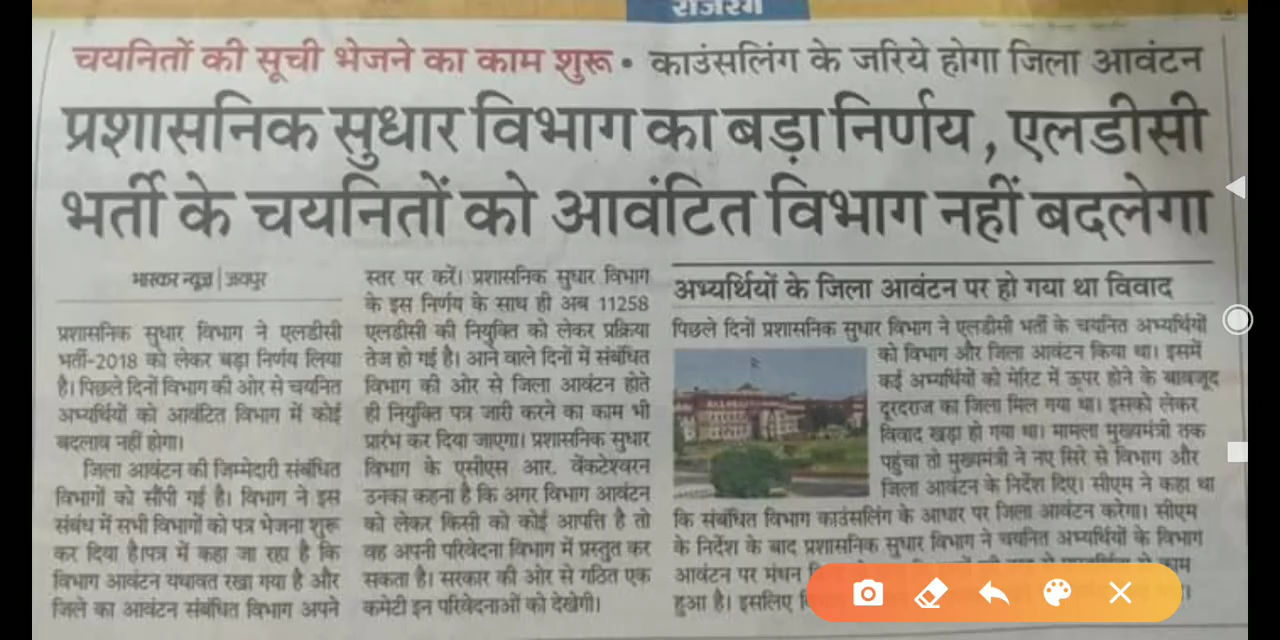 राजरंग
चयनितों की सूची भेजने का काम शुरू • काउंसलिंग के जरिये होगा जिला आवंटन
प्रशासनिक सुधार विभाग का बड़ा निर्णय, एलडीसी
भर्ती के चयनितों को आवंटित विभाग नहीं बदलेगा
भास्कर न्यूज | जयपुर
प्रशासनिक सुधार विभाग ने एलडीसी
भर्ती-2018 को लेकर बड़ा निर्णय लिया
है। पिछले दिनों विभाग की ओर से चयनित
अभ्यर्थियों को आवंटित विभाग में कोई
बदलाव नहीं होगा।
जिला आवंटन की जिम्मेदारी संबंधित
विभागों को सौंपी गई है। विभाग ने इस
संबंध में सभी विभागों को पत्र भेजना शुरू
कर दिया है।पत्र में कहा जा रहा है कि
विभाग आवंटन यथावत रखा गया है और
जिले का आवंटन संबंधित विभाग अपने
स्तर पर करें। प्रशासनिक सुधार विभाग
के इस निर्णय के साथ ही अब 11258
एलडीसी की नियुक्ति को लेकर प्रक्रिया
तेज हो गई है। आने वाले दिनों में संबंधित
विभाग की ओर से जिला आवंटन होते
ही नियुक्ति पत्र जारी करने का काम भी
प्रारंभ कर दिया जाएगा। प्रशासनिक सुधार
विभाग के एसीएस आर. वेंकटेश्वरन
उनका कहना है कि अगर विभाग आवंटन
को लेकर किसी को कोई आपत्ति है तो
वह अपनी परिवेदना विभाग में प्रस्तुत कर
सकता है। सरकार की ओर से गठित एक
कमेटी इन परिवेदनाओं को देखेगी।
अभ्यर्थियों के जिला आवंटन पर हो गया था विवाद
पिछले दिनों प्रशासनिक सुधार विभाग ने एलडीसी भर्ती के चयनित अभ्यर्थियों
को विभाग और जिला आवंटन किया था। इसमें
कई अभ्यर्थियों को मेरिट में ऊपर होने के बावजूद
दूरदराज का जिला मिल गया था। इसको लेकर
विवाद खड़ा हो गया था। मामला मुख्यमंत्री तक
पहुंचा तो मुख्यमंत्री ने नए सिरे से विभाग और
जिला आवंटन के निर्देश दिए। सीएम ने कहा था
कि संबंधित विभाग काउंसलिंग के आधार पर जिला आवंटन करेगा। सीएम
के निर्देश के बाद प्रशासनिक सुधार विभाग ने चयनित अभ्यर्थियों के विभाग
आवंटन पर मंथन काम
हुआ है। इसलिए